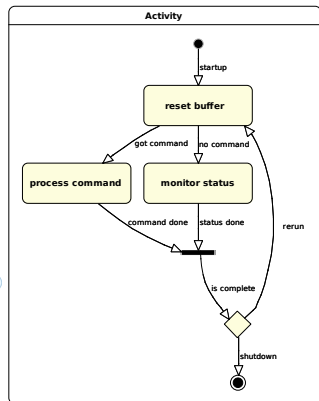 Activity
startup
reset buffer
got command
no command
process command
monitor status
rerun
command done
status done
is complete
shutdown